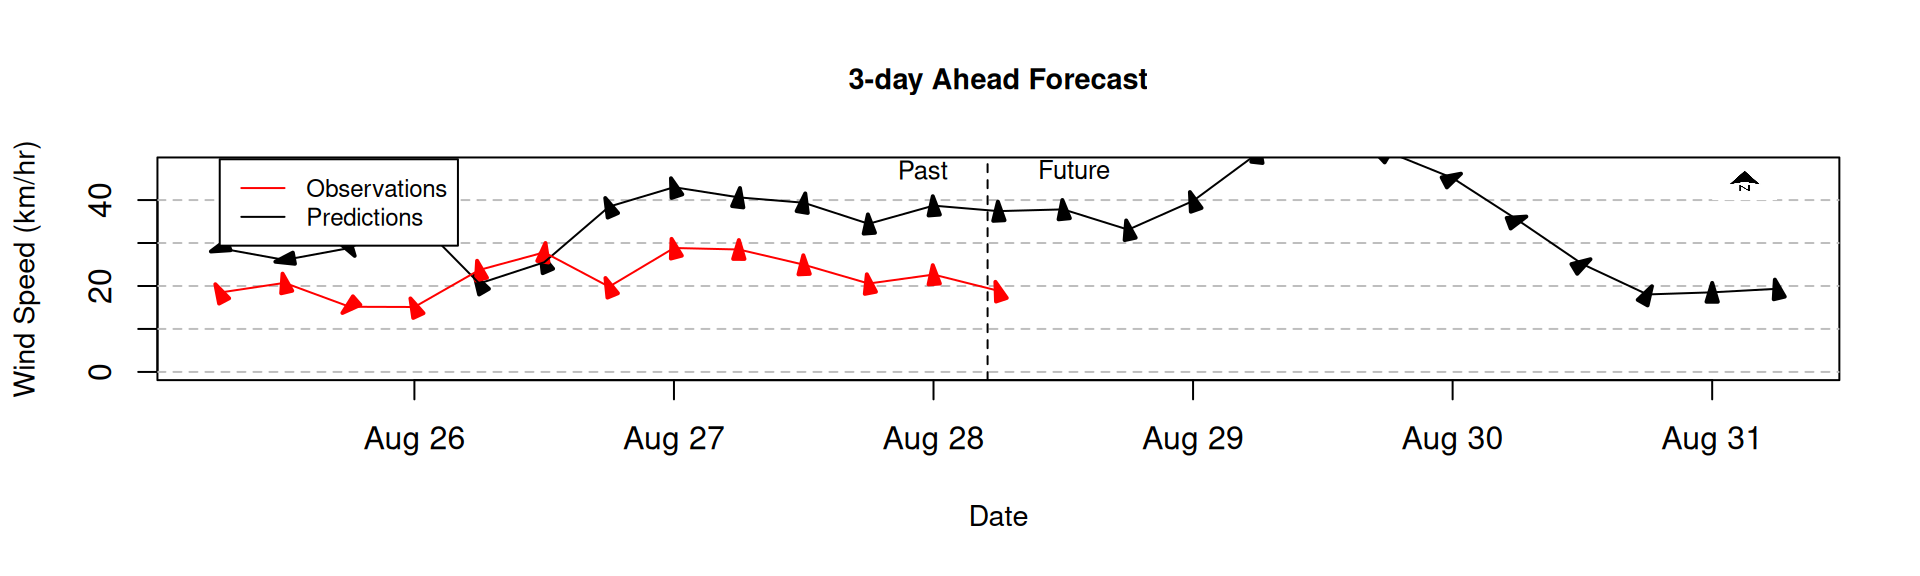 3-day Ahead Forecast
Wind Speed (km/hr)
40
20
0
Observations
Predictions
Past
Future
N
Aug 26
Aug 27
Aug 28
Aug 29
Aug 30
Aug 31
Date